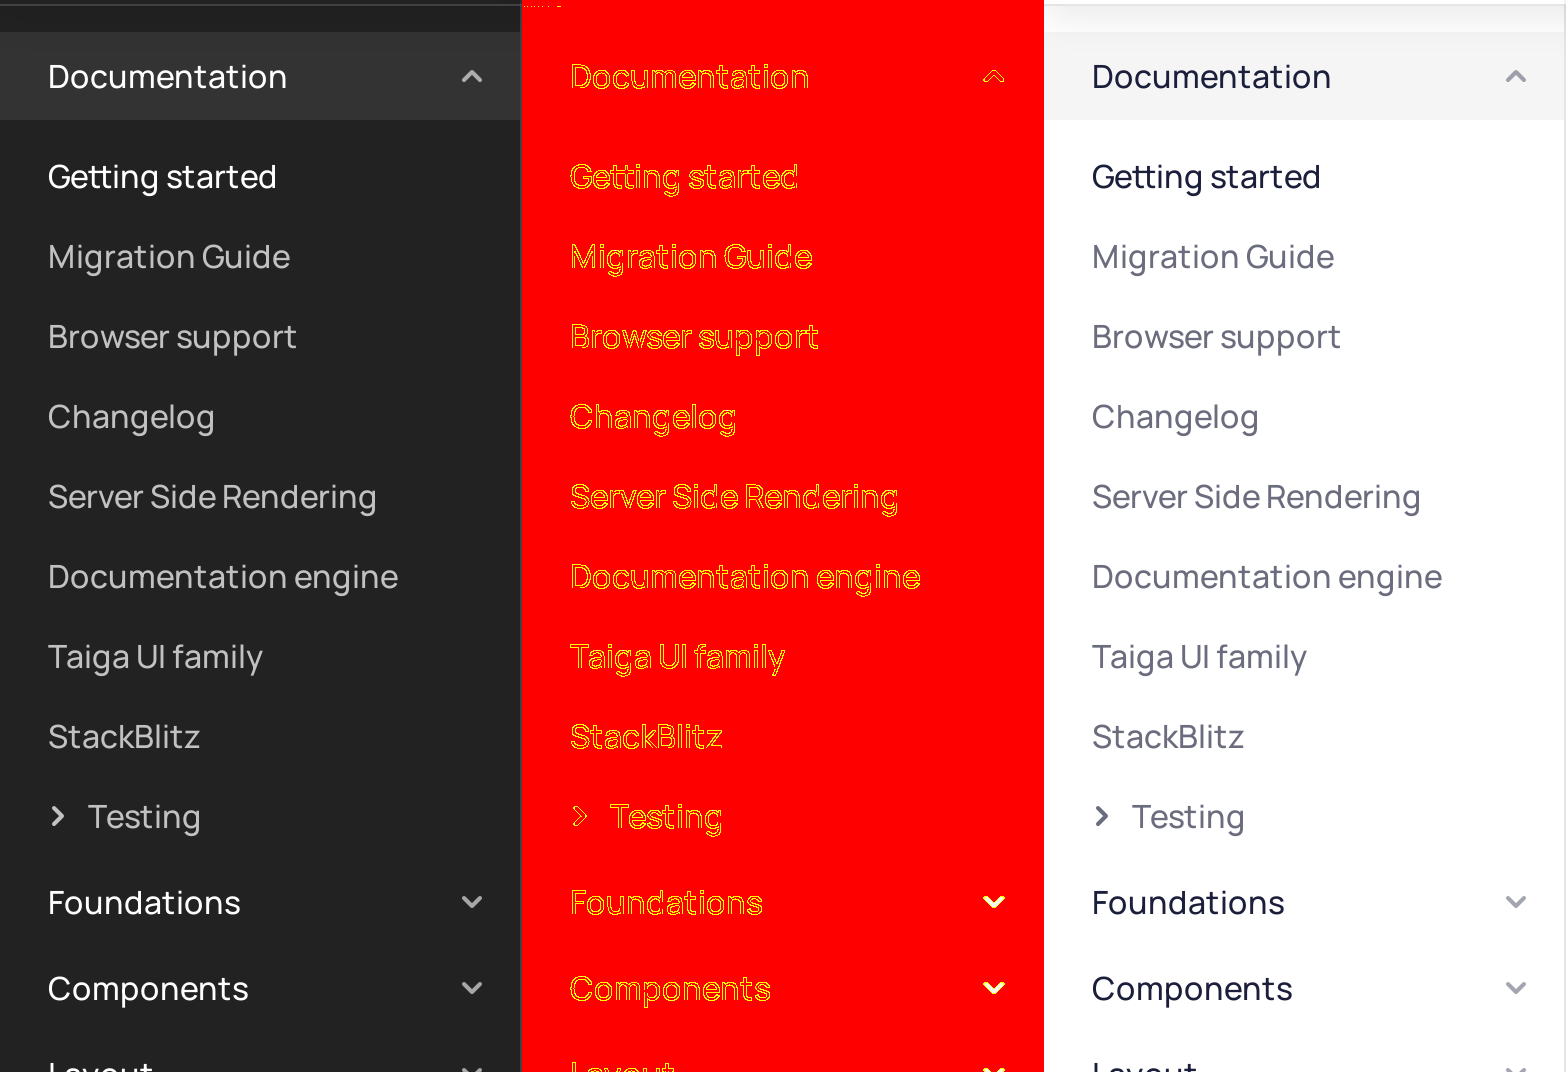 Documentation
Getting started
Migration Guide
Browser support
Changelog
Server Side Rendering
Documentation engine
Taiga UI family
StackBlitz
Testing
Foundations
Components
Layout
Documentation
Getting started
Migration Guide
Browser support
Changelog
Server Side Rendering
Documentation engine
Taiga UI family
StackBlitz
Testing
Foundations
Components
Layout
Documentation
Getting started
Migration Guide
Browser support
Changelog
Server Side Rendering
Documentation engine
Taiga UI family
StackBlitz
Testing
Foundations
Components
Layout